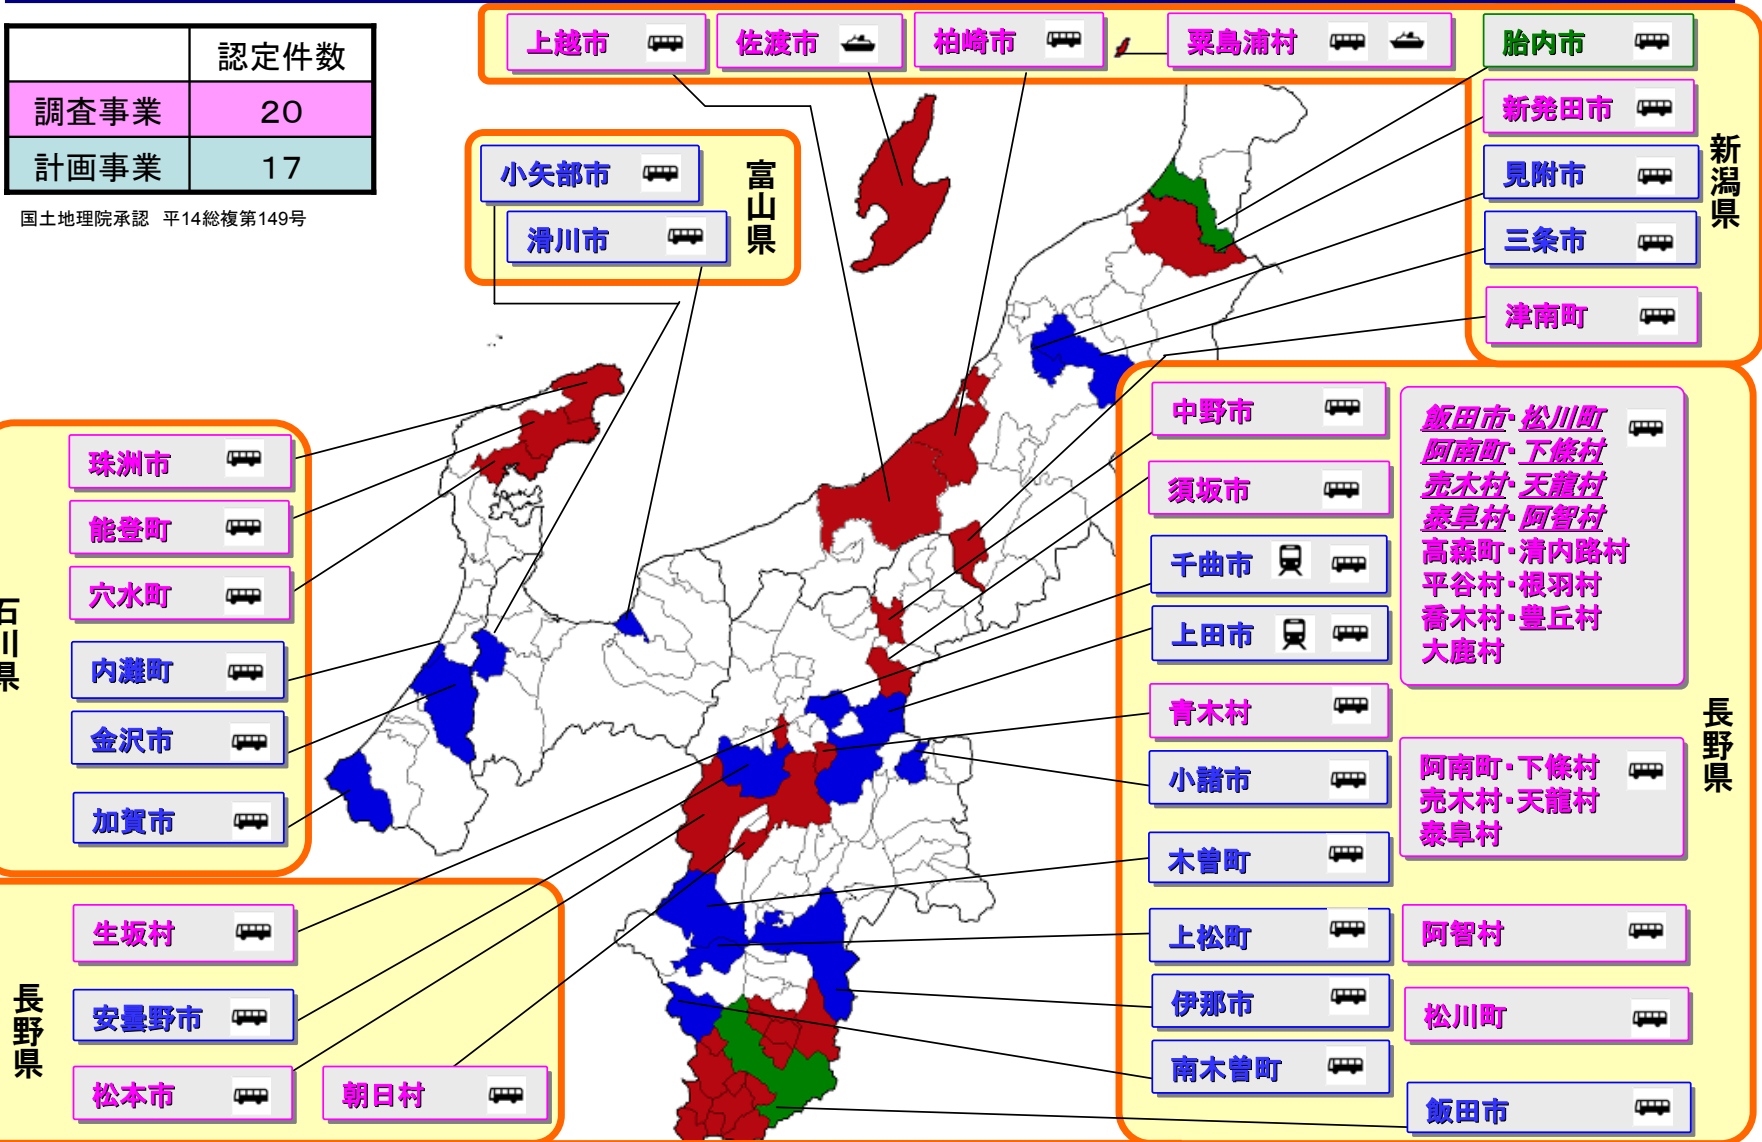 認定件数
調査事業 20
計画事業 17
国土地理院承認 平14総複第149号
上越市
佐渡市
柏崎市
粟島浦村
胎内市
新発田市
見附市
三条市
津南町
新潟県
小矢部市
滑川市
富山県
珠洲市
能登町
穴水町
内灘町
金沢市
加賀市
石川県
生坂村
安曇野市
松本市
朝日村
長野県
中野市
須坂市
千曲市
上田市
青木村
小諸市
木曽町
上松町
伊那市
南木曽町
飯田市・松川町
阿南町・下條村
売木村・天龍村
泰阜村・阿智村
高森町・清内路村
平谷村・根羽村
喬木村・豊丘村
大鹿村
阿南町・下條村
売木村・天龍村
泰阜村
阿智村
松川町
飯田市
長野県